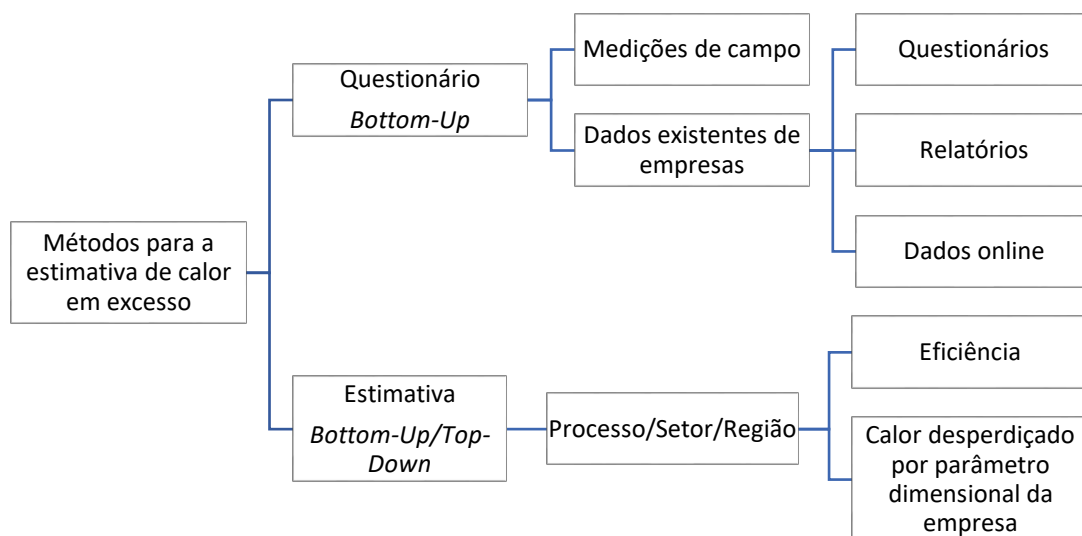 Métodos para a
estimativa de calor
em excesso
Questionário
Bottom-Up
Medições de campo
Dados existentes de
empresas
Questionários
Relatórios
Dados online
Estimativa
Bottom-Up/Top-
Down
Processo/Setor/Região
Eficiência
Calor desperdiçado
por parâmetro
dimensional da
empresa